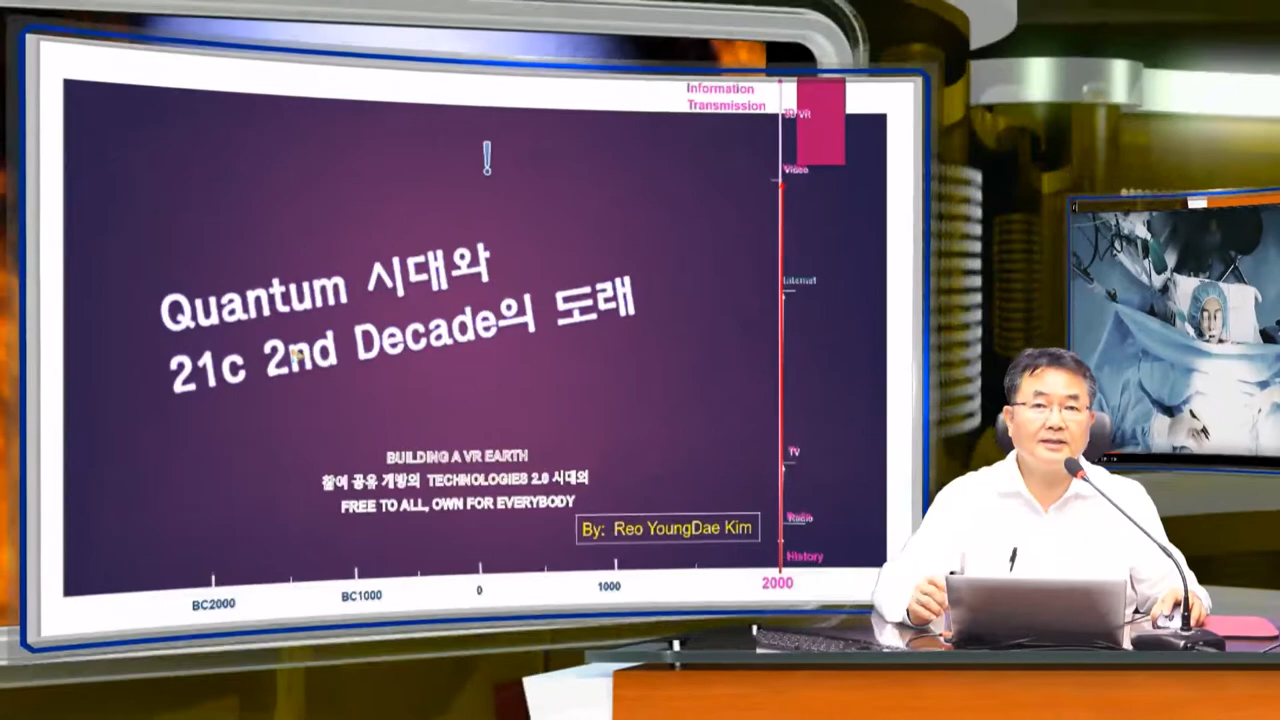 Information
Transmission
3D VR
!
Video
Quantum 시대와
21c 2nd Decade의 도래
Internet
TV
BUILDING A VR EARTH
참여 공유 개방의 TECHNOLOGIES 2.0 시대의
FREE TO ALL, OWN FOR EVERYBODY
By: Reo YoungDae Kim
Radio
History
BC2000
BC1000
0
1000
2000